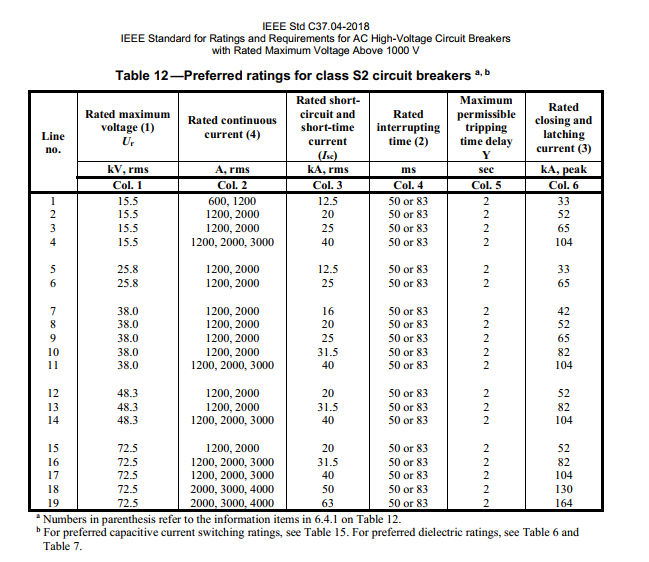 IEEE Std C37.04-2018
IEEE Standard for Ratings and Requirements for AC High-Voltage Circuit Breakers
with Rated Maximum Voltage Above 1000 V
Table 12—Preferred ratings for class S2 circuit breakers a, b
Line no. | Rated maximum voltage (1) Ur | Rated continuous current (4) | Rated short-circuit and short-time current (Isc) | Rated interrupting time (2) | Maximum permissible tripping time delay Y | Rated closing and latching current (3)
kV, rms | A, rms | kA, rms | ms | sec | kA, peak
Col. 1 | Col. 2 | Col. 3 | Col. 4 | Col. 5 | Col. 6
1 15.5 600, 1200 12.5 50 or 83 2 33
2 15.5 1200, 2000 20 50 or 83 2 52
3 15.5 1200, 2000 25 50 or 83 2 65
4 15.5 1200, 2000, 3000 40 50 or 83 2 104
5 25.8 1200, 2000 12.5 50 or 83 2 33
6 25.8 1200, 2000 25 50 or 83 2 65
7 38.0 1200, 2000 16 50 or 83 2 42
8 38.0 1200, 2000 20 50 or 83 2 52
9 38.0 1200, 2000 25 50 or 83 2 65
10 38.0 1200, 2000 31.5 50 or 83 2 82
11 38.0 1200, 2000, 3000 40 50 or 83 2 104
12 48.3 1200, 2000 20 50 or 83 2 52
13 48.3 1200, 2000 31.5 50 or 83 2 82
14 48.3 1200, 2000, 3000 40 50 or 83 2 104
15 72.5 1200, 2000 20 50 or 83 2 52
16 72.5 1200, 2000, 3000 31.5 50 or 83 2 82
17 72.5 1200, 2000, 3000 40 50 or 83 2 104
18 72.5 2000, 3000, 4000 50 50 or 83 2 130
19 72.5 2000, 3000, 4000 63 50 or 83 2 164
a Numbers in parenthesis refer to the information items in 6.4.1 on Table 12.
b For preferred capacitive current switching ratings, see Table 15. For preferred dielectric ratings, see Table 6 and
Table 7.